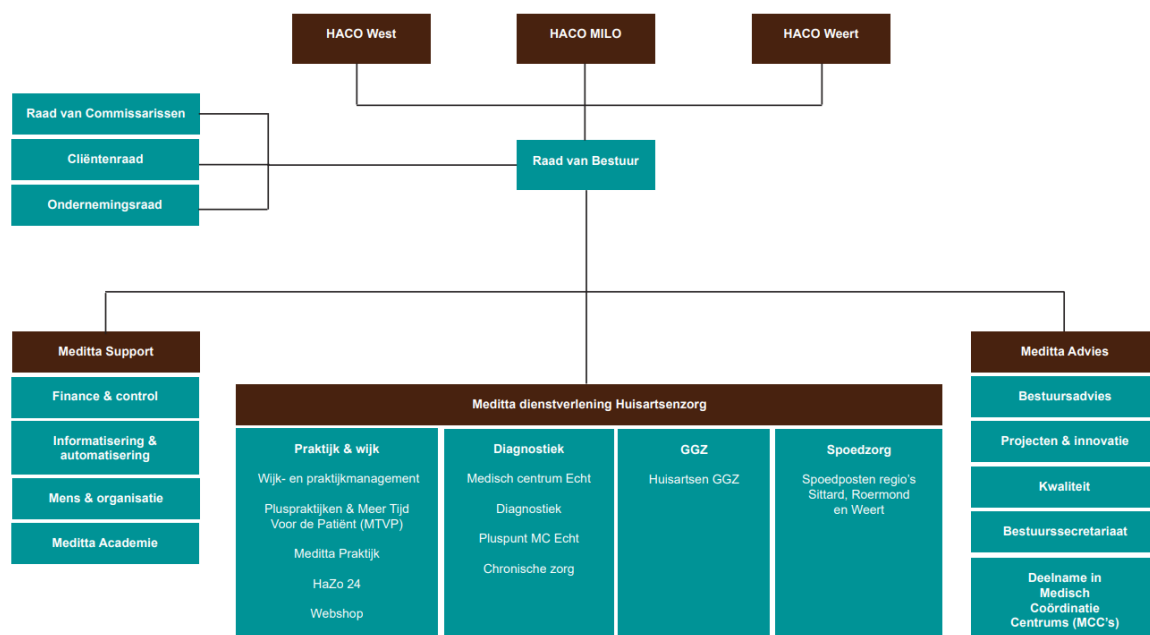 HACO West
HACO MILO
HACO Weert
Raad van Commissarissen
Cliëntenraad
Ondernemingsraad
Raad van Bestuur
Meditta Support
Finance & control
Informatisering &
automatisering
Mens & organisatie
Meditta Academie
Meditta dienstverlening Huisartsenzorg
Praktijk & wijk
Wijk- en praktijkmanagement
Pluspraktijken & Meer Tijd
Voor de Patiënt (MTVP)
Meditta Praktijk
HaZo 24
Webshop
Diagnostiek
Medisch centrum Echt
Diagnostiek
Pluspunt MC Echt
Chronische zorg
GGZ
Huisartsen GGZ
Spoedzorg
Spoedposten regio's
Sittard, Roermond
en Weert
Meditta Advies
Bestuursadvies
Projecten & innovatie
Kwaliteit
Bestuurssecretariaat
Deelname in
Medisch
Coördinatie
Centrums (MCC's)